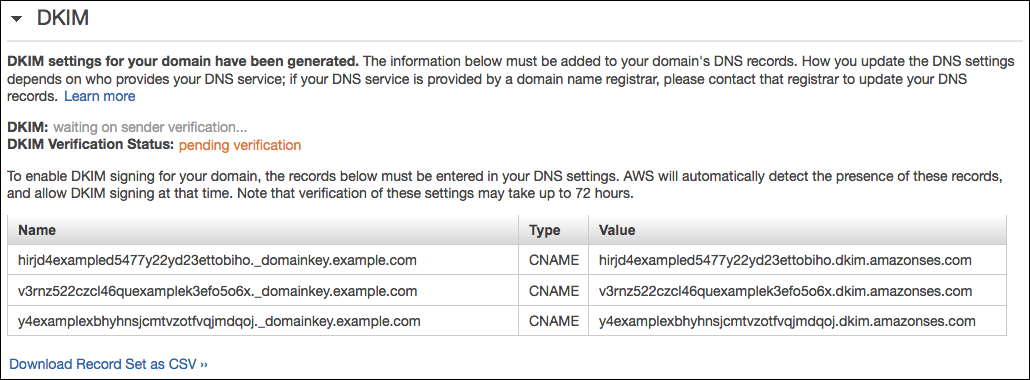 DKIM
DKIM settings for your domain have been generated. The information below must be added to your domain's DNS records. How you update the DNS settings
depends on who provides your DNS service; if your DNS service is provided by a domain name registrar, please contact that registrar to update your DNS
records. Learn more
DKIM: waiting on sender verification...
DKIM Verification Status: pending verification
To enable DKIM signing for your domain, the records below must be entered in your DNS settings. AWS will automatically detect the presence of these records,
and allow DKIM signing at that time. Note that verification of these settings may take up to 72 hours.
Name Type Value
hirjd4exampled5477y22yd23ettobiho._domainkey.example.com CNAME hirjd4exampled5477y22yd23ettobiho.dkim.amazonses.com
v3rnz522czcl46quexamplek3efo5o6x._domainkey.example.com CNAME v3rnz522czcl46quexamplek3efo5o6x.dkim.amazonses.com
y4examplexbhyhnsjcmtvzotfvqjmdqoj._domainkey.example.com CNAME y4examplexbhyhnsjcmtvzotfvqjmdqoj.dkim.amazonses.com
Download Record Set as CSV ››